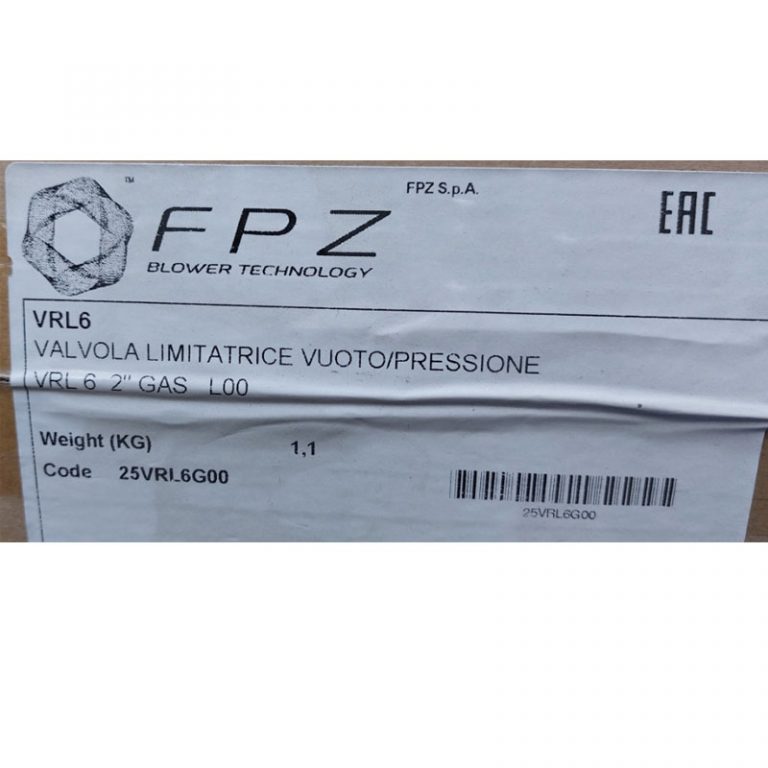 ™
FPZ
BLOWER TECHNOLOGY
FPZ S.p.A.
EAC
VRL6
VALVOLA LIMITATRICE VUOTO/PRESSIONE
VRL 6 2" GAS L00
Weight (KG) 1,1
Code 25VRL6G00
25VRL6G00